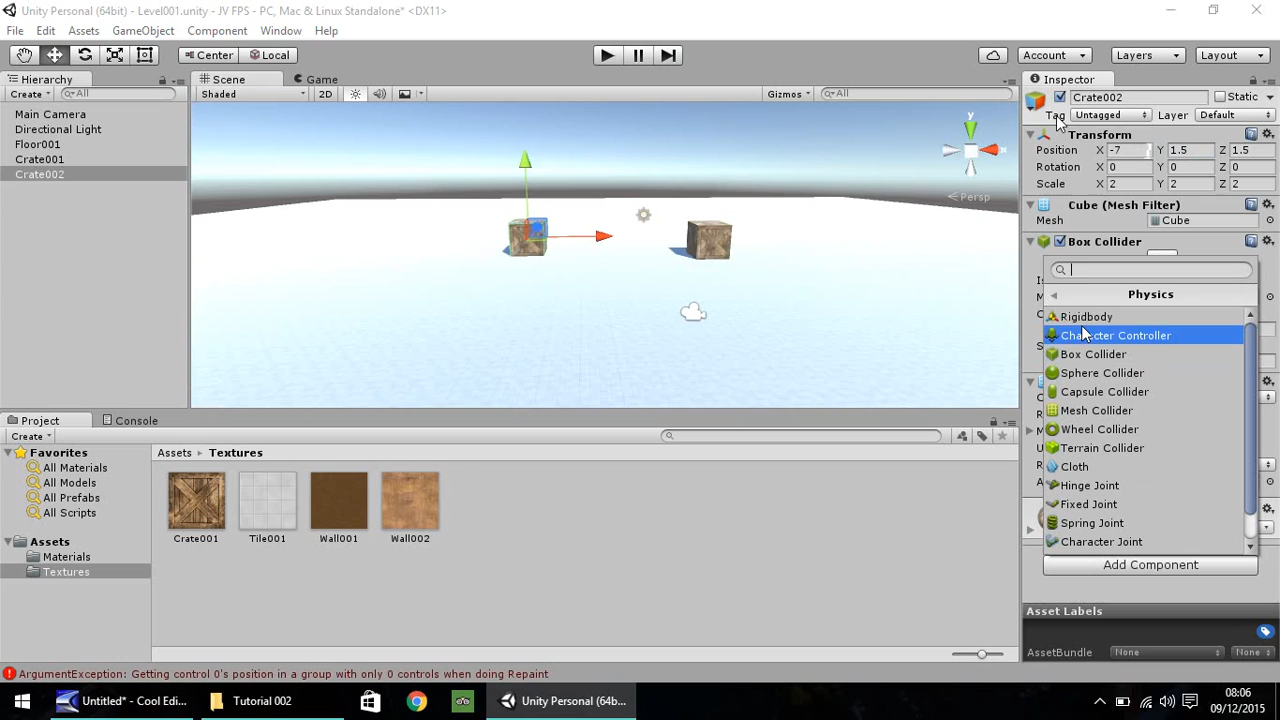 Unity Personal (64bit) - Level001.unity - JV FPS - PC, Mac & Linux Standalone* <DX11>
File Edit Assets GameObject Component Window Help
Center Local Account Layers Layout
Hierarchy Scene Game Inspector
Create All Shaded 2D Gizmos All Crate002 Static
Main Camera Tag Untagged Layer Default
Directional Light Transform
Floor001 Position X -7 Y 1.5 Z 1.5
Crate001 Rotation X 0 Y 0 Z 0
Crate002 Scale X 2 Y 2 Z 2
y
x
Persp
Cube (Mesh Filter)
Mesh Cube
Box Collider
Physics
Rigidbody
Character Controller
Box Collider
Sphere Collider
Capsule Collider
Mesh Collider
Wheel Collider
Terrain Collider
Cloth
Hinge Joint
Fixed Joint
Spring Joint
Character Joint
Add Component
Project Console
Create
Favorites Assets Textures
All Materials
All Models
All Prefabs
All Scripts
Crate001 Tile001 Wall001 Wall002
Assets
Materials
Textures
Asset Labels
AssetBundle None None
ArgumentException: Getting control 0's position in a group with only 0 controls when doing Repaint
Untitled* - Cool Edi... Tutorial 002 Unity Personal (64b... 08:06
09/12/2015